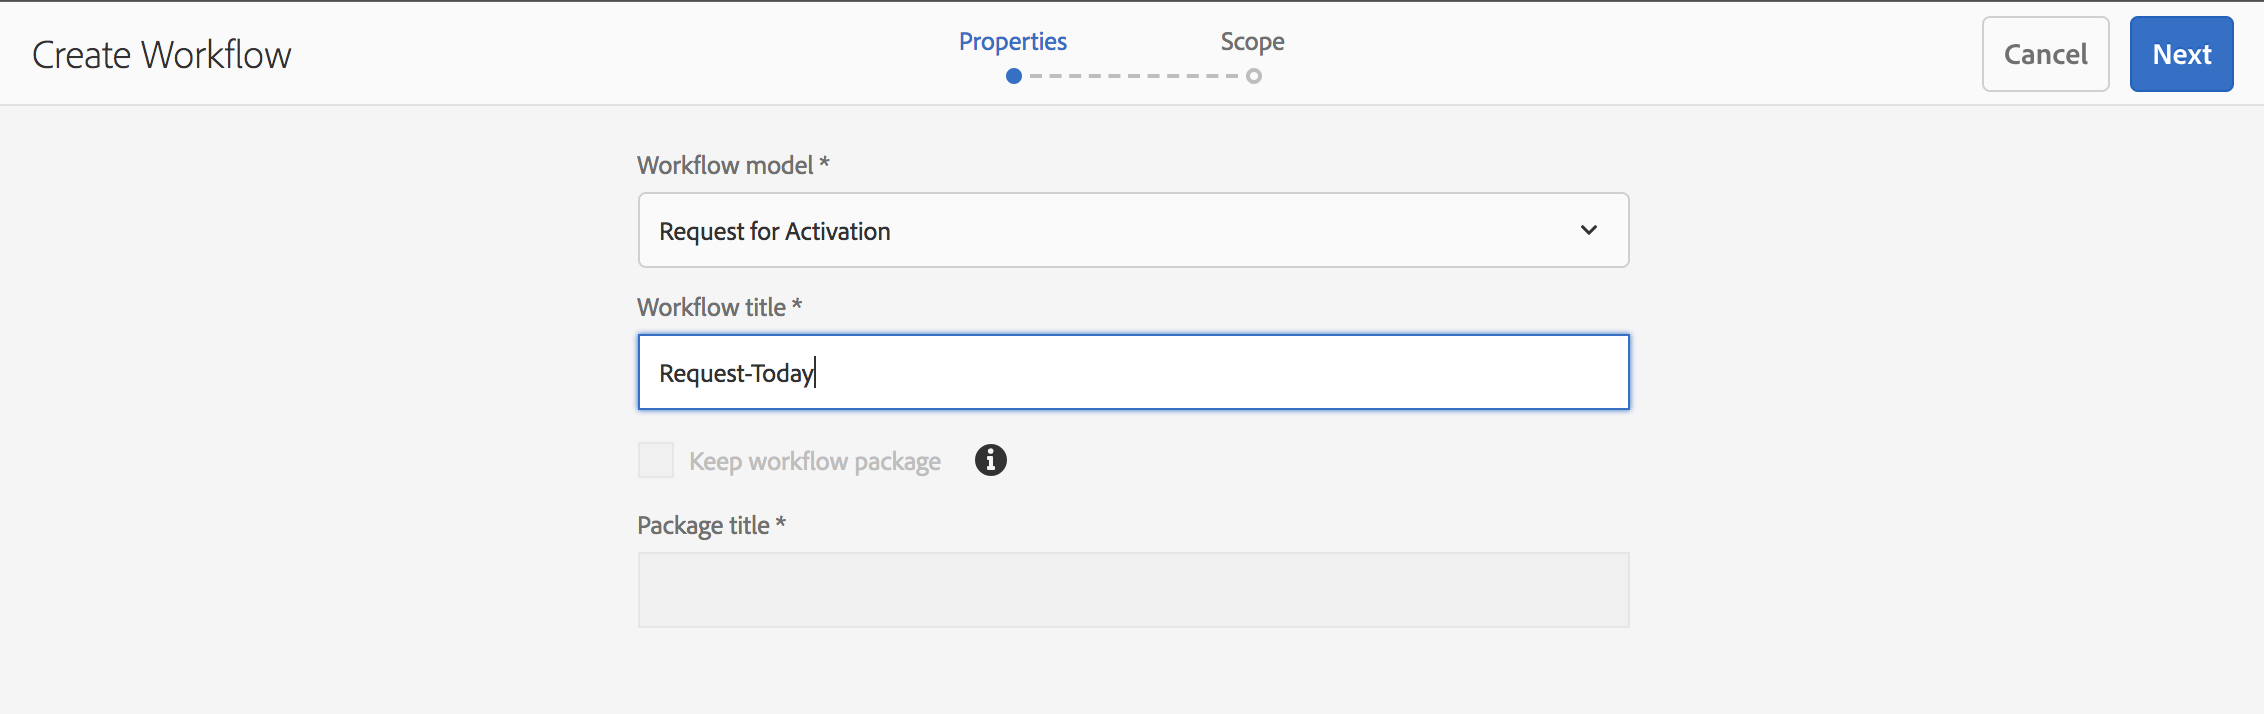 Create Workflow
Properties
Scope
Cancel
Next
Workflow model *
Request for Activation
Workflow title *
Request-Today
Keep workflow package
Package title *